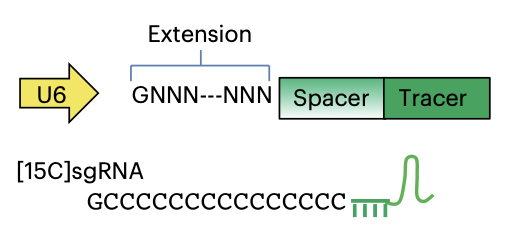 Extension
U6 GNNN---NNN Spacer Tracer
[15C]sgRNA
GCCCCCCCCCCCCCCC